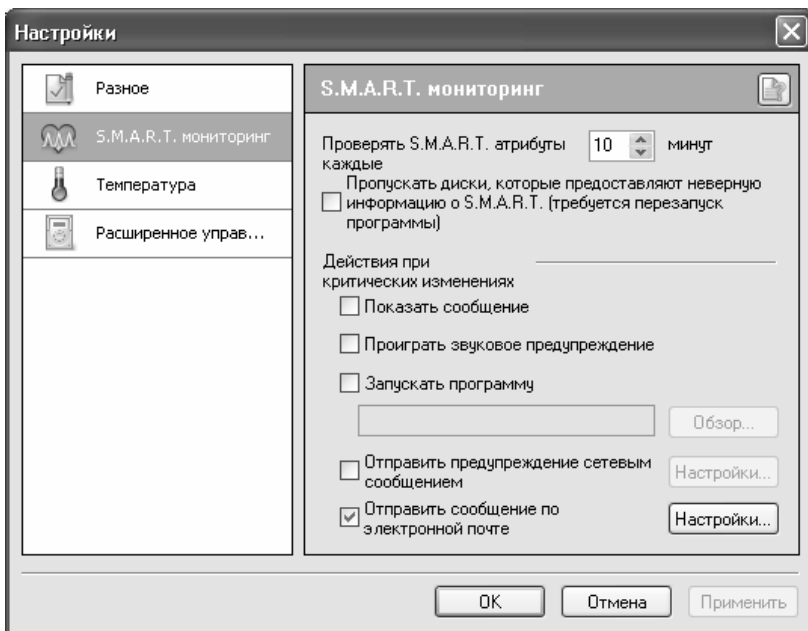 Настройки
Разное
S.M.A.R.T. мониторинг
Температура
Расширенное управ...
S.M.A.R.T. мониторинг
Проверять S.M.A.R.T. атрибуты 10 минут
каждые
Пропускать диски, которые предоставляют неверную
информацию о S.M.A.R.T. (требуется перезапуск
программы)
Действия при
критических изменениях
Показать сообщение
Проиграть звуковое предупреждение
Запускать программу
Обзор...
Отправить предупреждение сетевым
сообщением
Настройки...
Отправить сообщение по
электронной почте
Настройки...
OK
Отмена
Применить